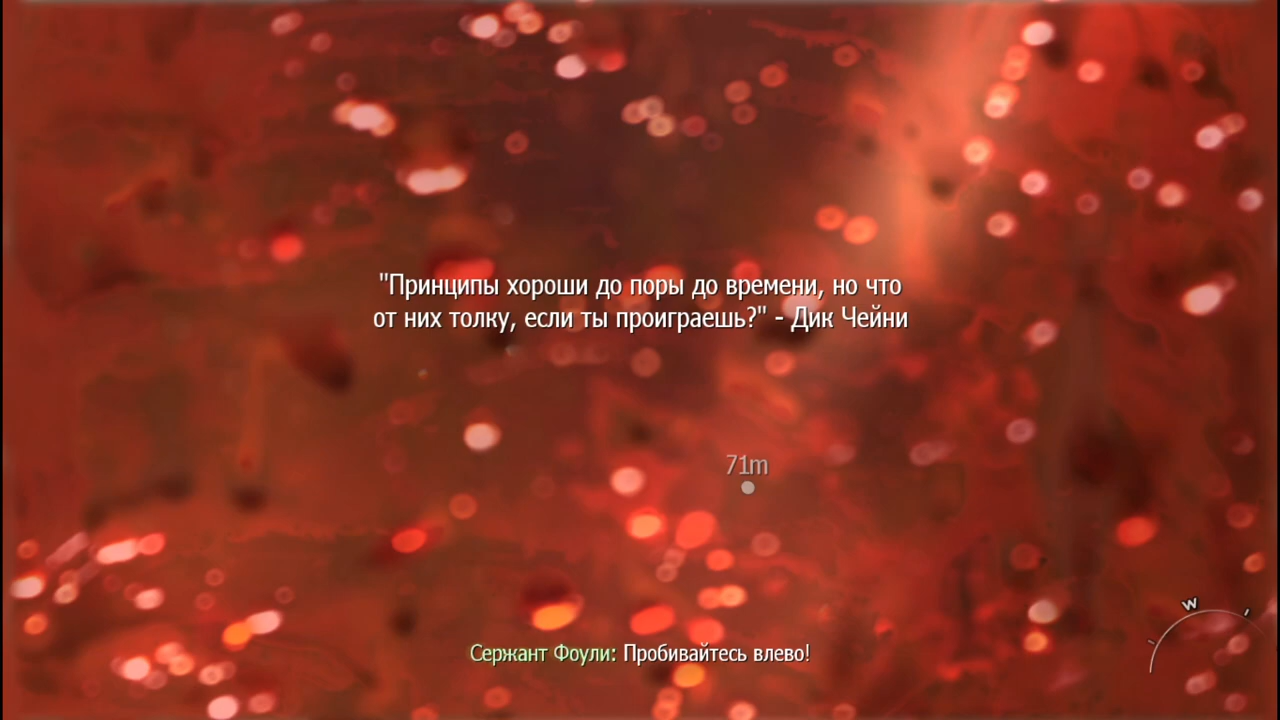 "Принципы хороши до поры до времени, но что
от них толку, если ты проиграешь?" - Дик Чейни
71m
W
Сержант Фоули: Пробивайтесь влево!